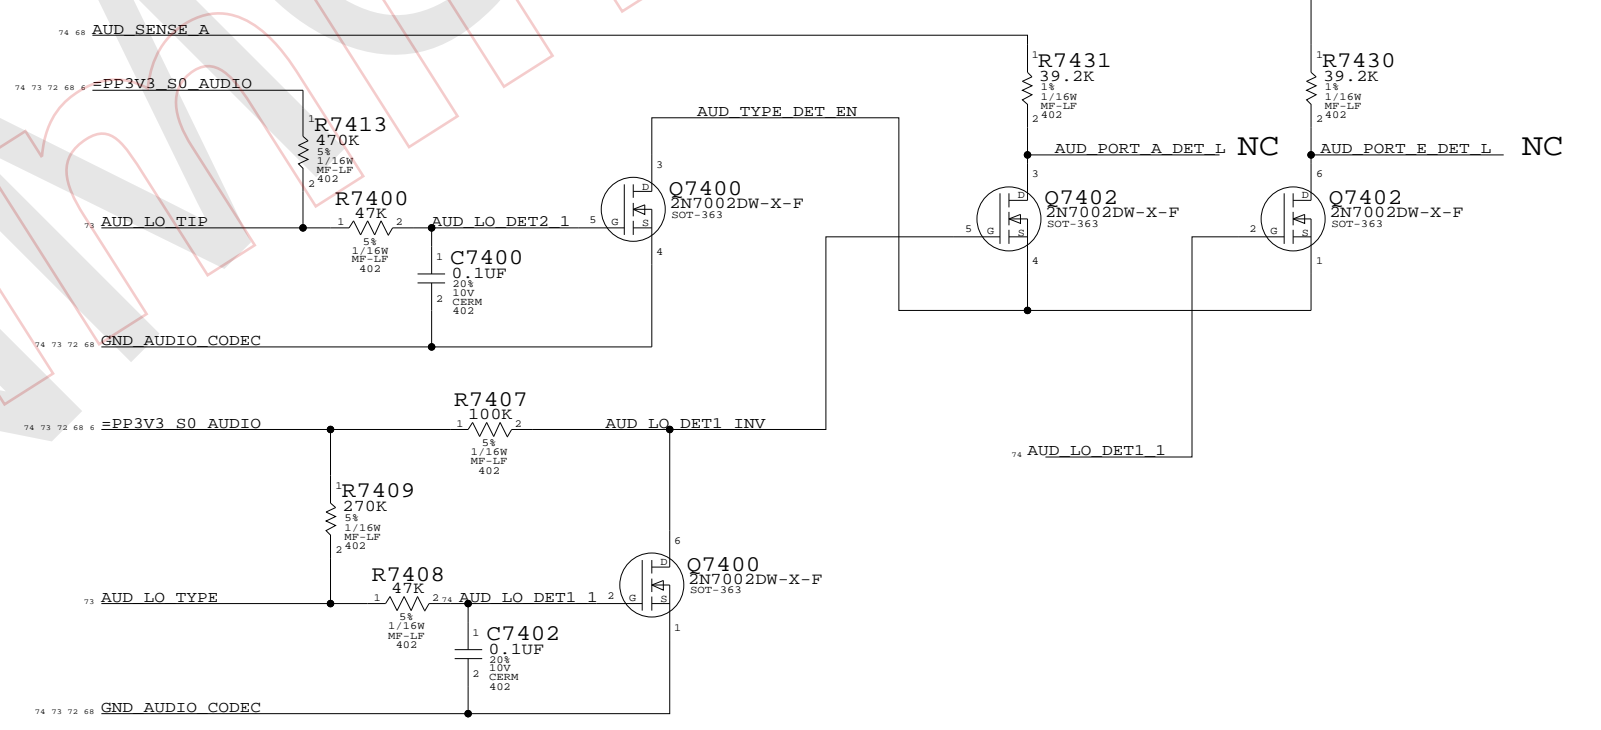 74 68 AUD_SENSE_A
74 73 72 68 6 =PP3V3_S0_AUDIO
1 R7413
470K
5%
1/16W
MF-LF
402
2
73 AUD_LO_TIP
R7400
47K
1 2
5%
1/16W
MF-LF
402
AUD_LO_DET2_1
1 C7400
0.1UF
20%
10V
CERM
402
2
74 73 72 68 GND_AUDIO_CODEC
AUD_TYPE_DET_EN
3
D
5 G
S
4
Q7400
2N7002DW-X-F
SOT-363
1 R7431
39.2K
1%
1/16W
MF-LF
402
2
AUD_PORT_A_DET_L NC
3
D
5 G
S
4
Q7402
2N7002DW-X-F
SOT-363
1 R7430
39.2K
1%
1/16W
MF-LF
402
2
AUD_PORT_E_DET_L NC
6
D
2 G
S
1
Q7402
2N7002DW-X-F
SOT-363
74 73 72 68 6 =PP3V3_S0_AUDIO
R7407
100K
1 2
5%
1/16W
MF-LF
402
AUD_LO_DET1_INV
74 AUD_LO_DET1_1
1 R7409
270K
5%
1/16W
MF-LF
402
2
73 AUD_LO_TYPE
R7408
47K
1 2
5%
1/16W
MF-LF
402
74 AUD_LO_DET1_1
6
D
2 G
S
1
Q7400
2N7002DW-X-F
SOT-363
1 C7402
0.1UF
20%
10V
CERM
402
2
74 73 72 68 GND_AUDIO_CODEC